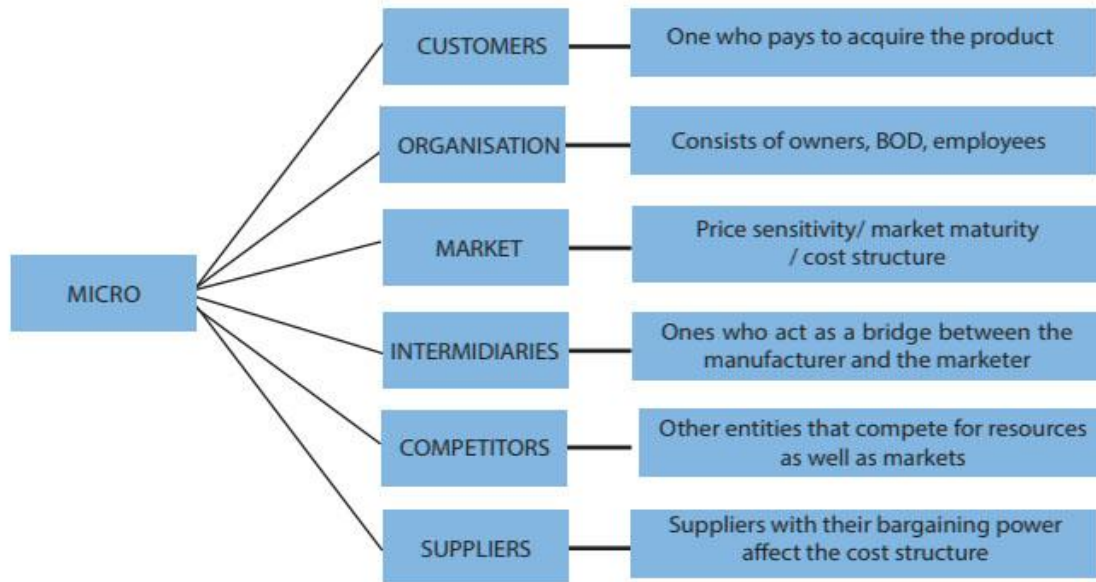 CUSTOMERS
One who pays to acquire the product
ORGANISATION
Consists of owners, BOD, employees
MARKET
Price sensitivity/ market maturity
/ cost structure
MICRO
INTERMIDIARIES
Ones who act as a bridge between the
manufacturer and the marketer
COMPETITORS
Other entities that compete for resources
as well as markets
SUPPLIERS
Suppliers with their bargaining power
affect the cost structure